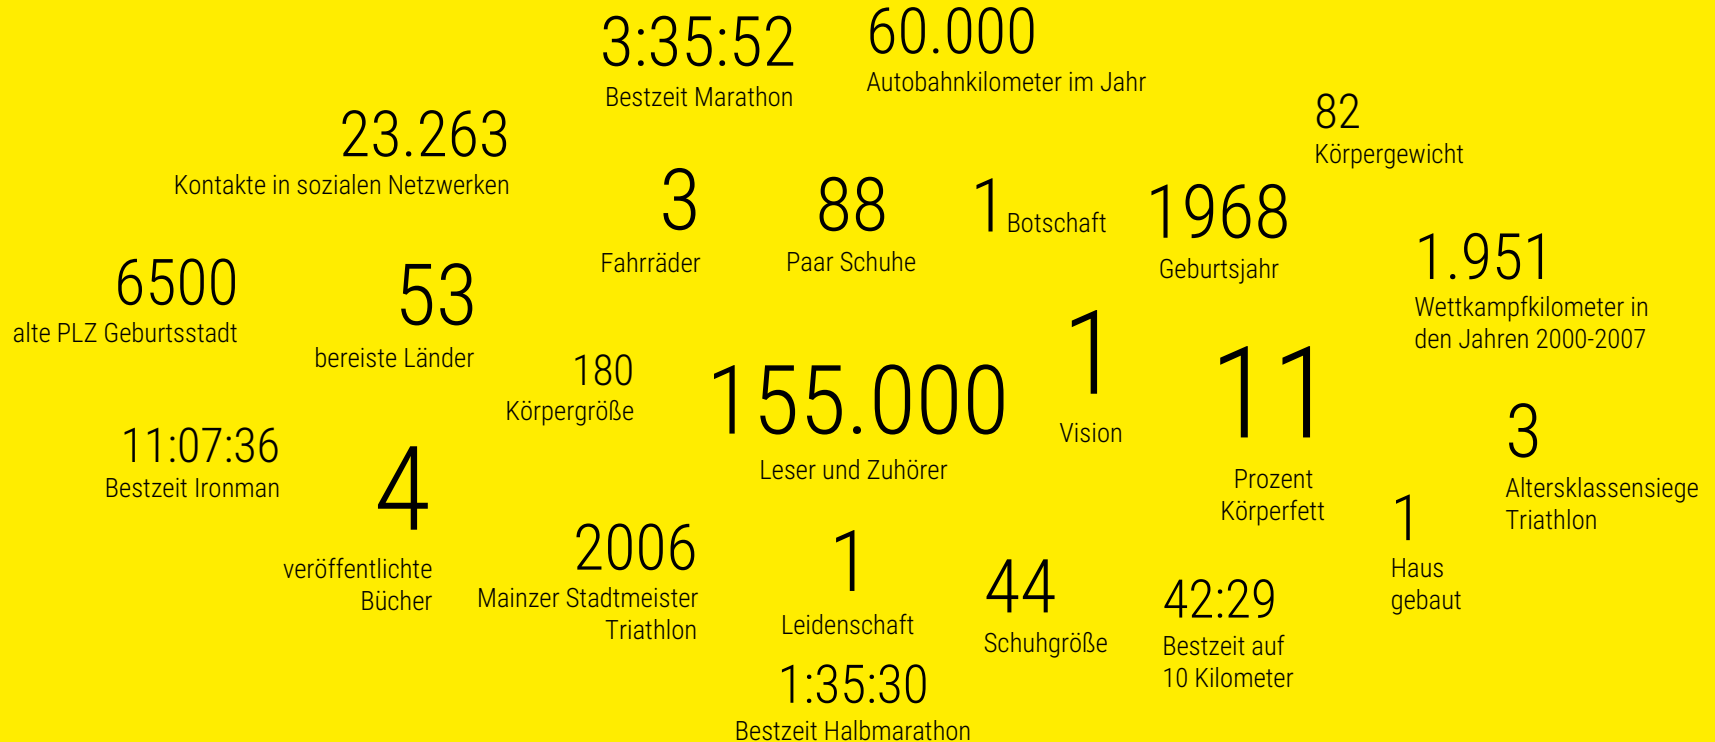 3:35:52
Bestzeit Marathon
60.000
Autobahnkilometer im Jahr
82
Körpergewicht
23.263
Kontakte in sozialen Netzwerken
3
Fahrräder
88
Paar Schuhe
1 Botschaft
1968
Geburtsjahr
1.951
Wettkampfkilometer in
den Jahren 2000-2007
6500
alte PLZ Geburtsstadt
53
bereiste Länder
180
Körpergröße
155.000
Leser und Zuhörer
1
Vision
11
Prozent
Körperfett
3
Altersklassensiege
Triathlon
11:07:36
Bestzeit Ironman
4
veröffentlichte
Bücher
2006
Mainzer Stadtmeister
Triathlon
1
Leidenschaft
44
Schuhgröße
42:29
Bestzeit auf
10 Kilometer
1
Haus
gebaut
1:35:30
Bestzeit Halbmarathon